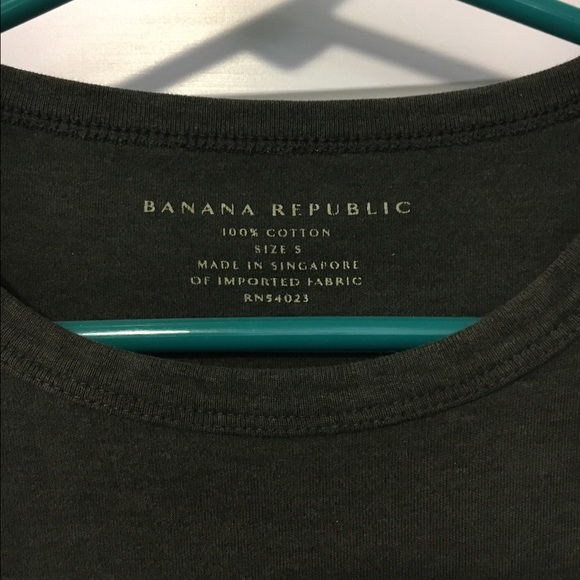 BANANA REPUBLIC
100% COTTON
SIZE S
MADE IN SINGAPORE
OF IMPORTED FABRIC
RN54023